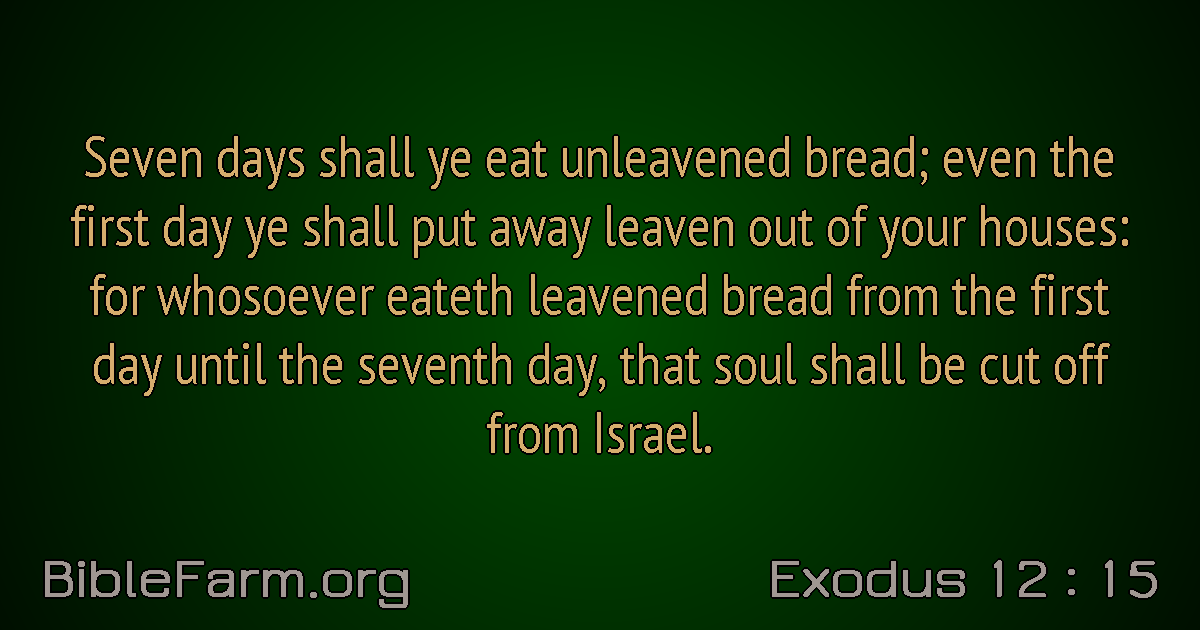 Seven days shall ye eat unleavened bread; even the
first day ye shall put away leaven out of your houses:
for whosoever eateth leavened bread from the first
day until the seventh day, that soul shall be cut off
from Israel.
BibleFarm.org
Exodus 12 : 15